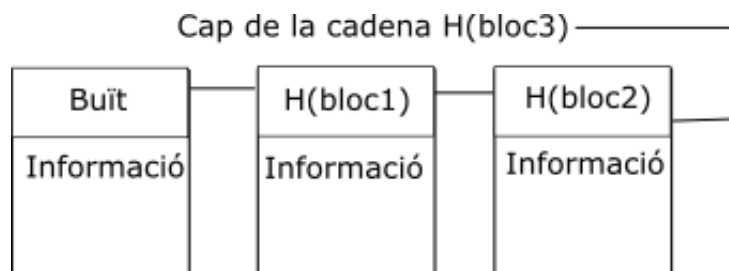 Cap de la cadena H(bloc3)
Buït
H(bloc1)
H(bloc2)
Informació
Informació
Informació